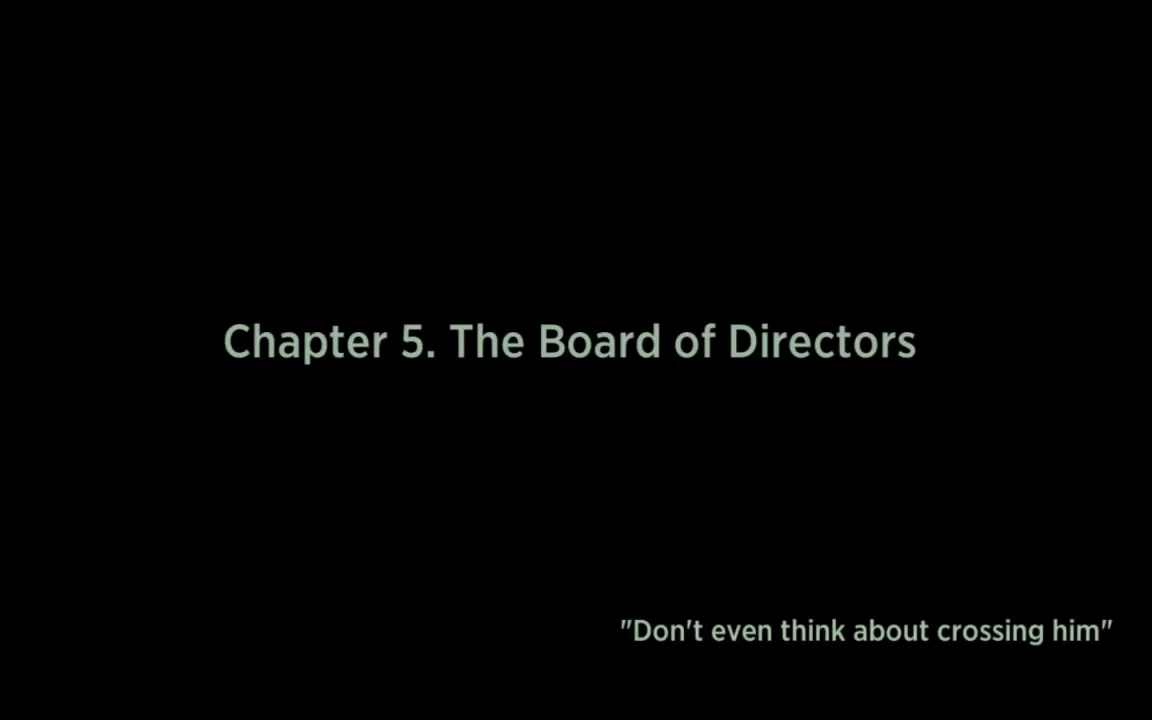 Chapter 5. The Board of Directors
"Don't even think about crossing him"